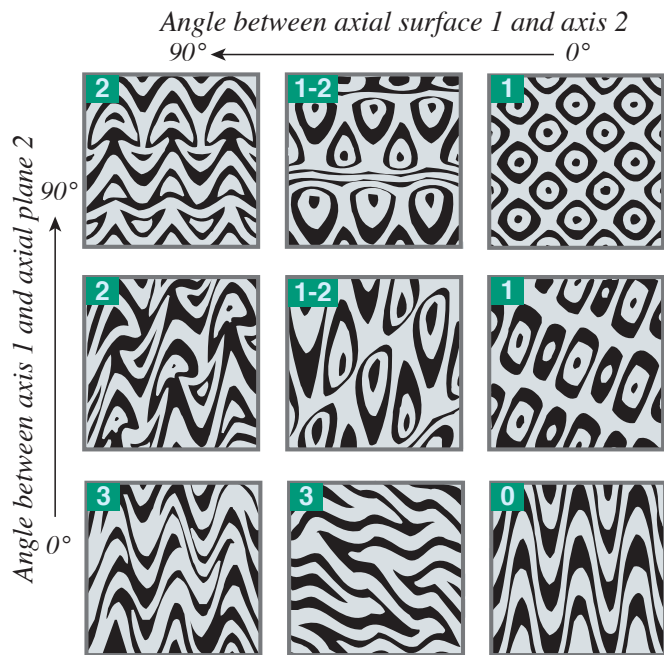 Angle between axial surface 1 and axis 2
90° 0°
2 1-2 1
Angle between axis 1 and axial plane 2
90°
2 1-2 1
0°
3 3 0